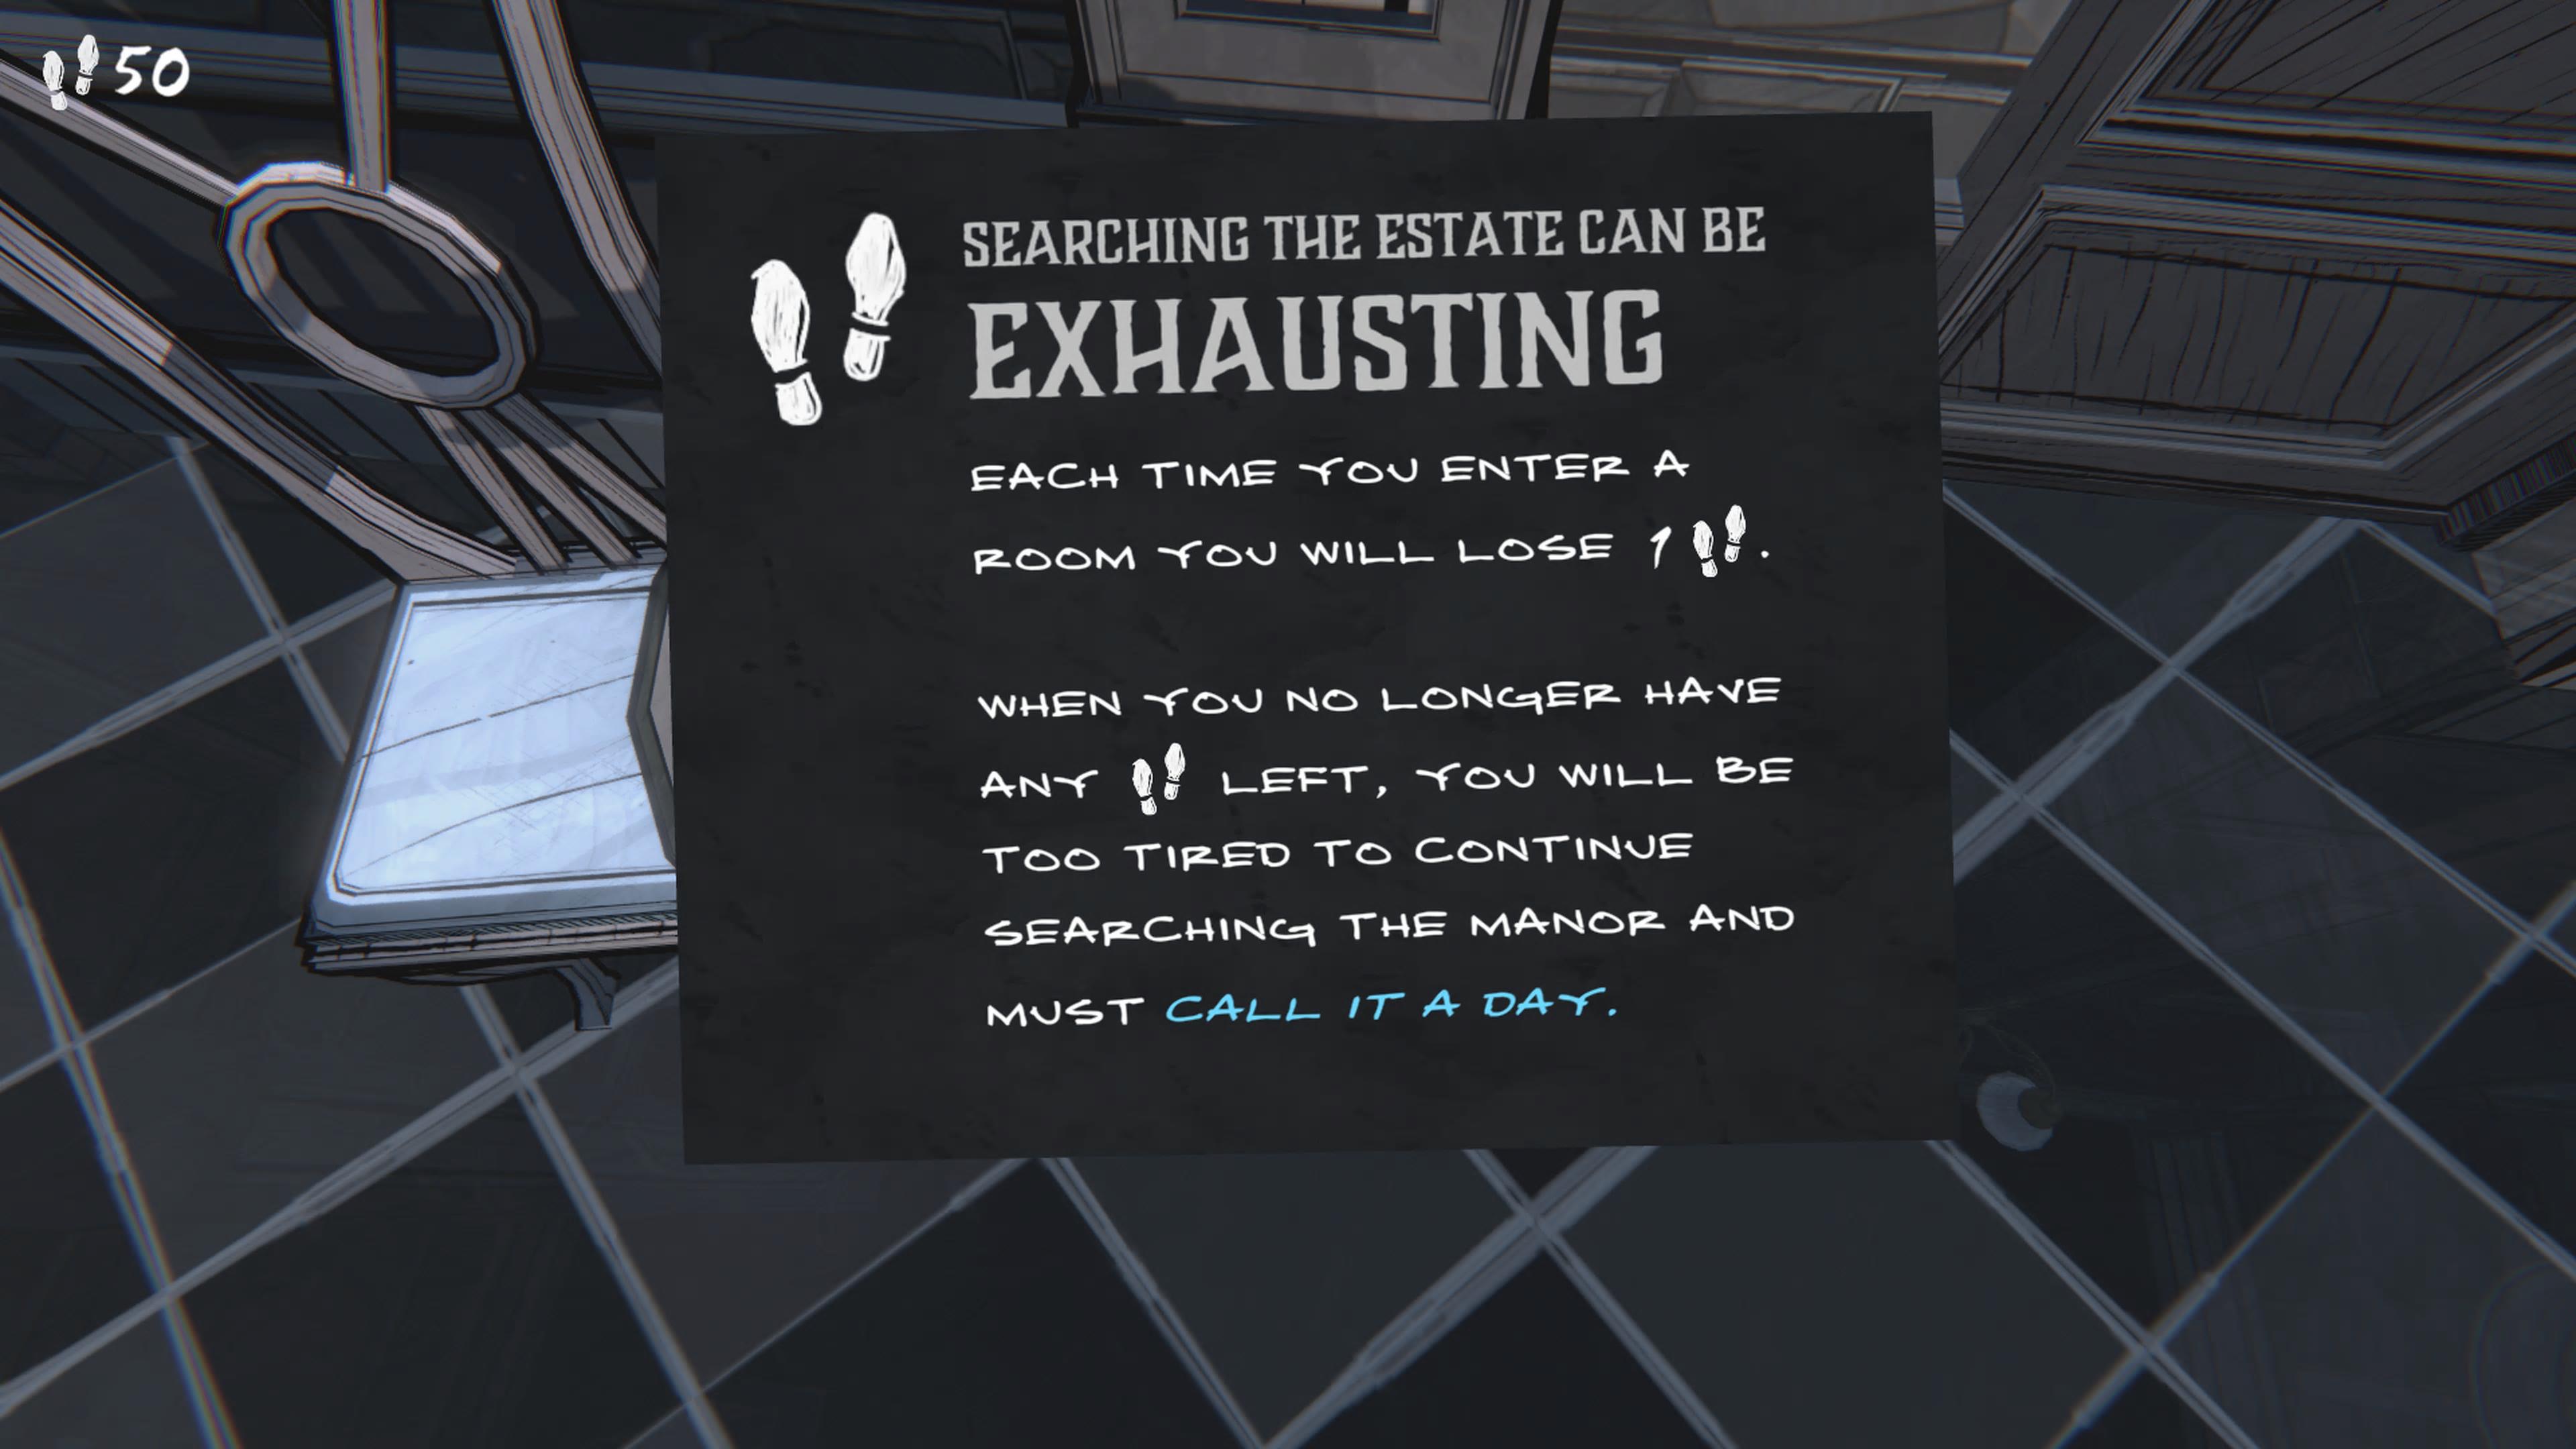 50
SEARCHING THE ESTATE CAN BE
EXHAUSTING
EACH TIME YOU ENTER A
ROOM YOU WILL LOSE 1 .
WHEN YOU NO LONGER HAVE
ANY LEFT, YOU WILL BE
TOO TIRED TO CONTINUE
SEARCHING THE MANOR AND
MUST CALL IT A DAY.